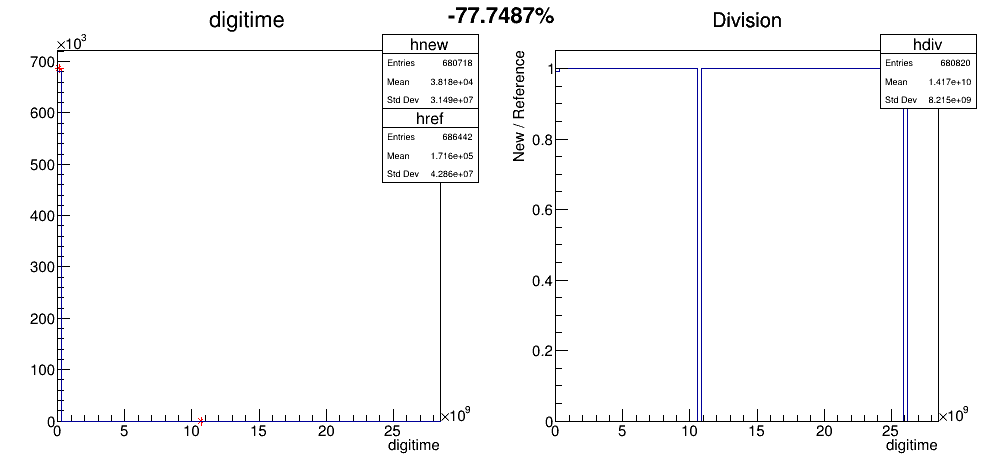 digitime
-77.7487%
Division
×10³
hnew
Entries 680718
Mean 3.818e+04
Std Dev 3.149e+07
href
Entries 686442
Mean 1.716e+05
Std Dev 4.286e+07
700
600
500
400
300
200
100
0
0 5 10 15 20 25
×10⁹
digitime
hdiv
Entries 680820
Mean 1.417e+10
Std Dev 8.215e+09
New / Reference
1
0.8
0.6
0.4
0.2
0
0 5 10 15 20 25
×10⁹
digitime